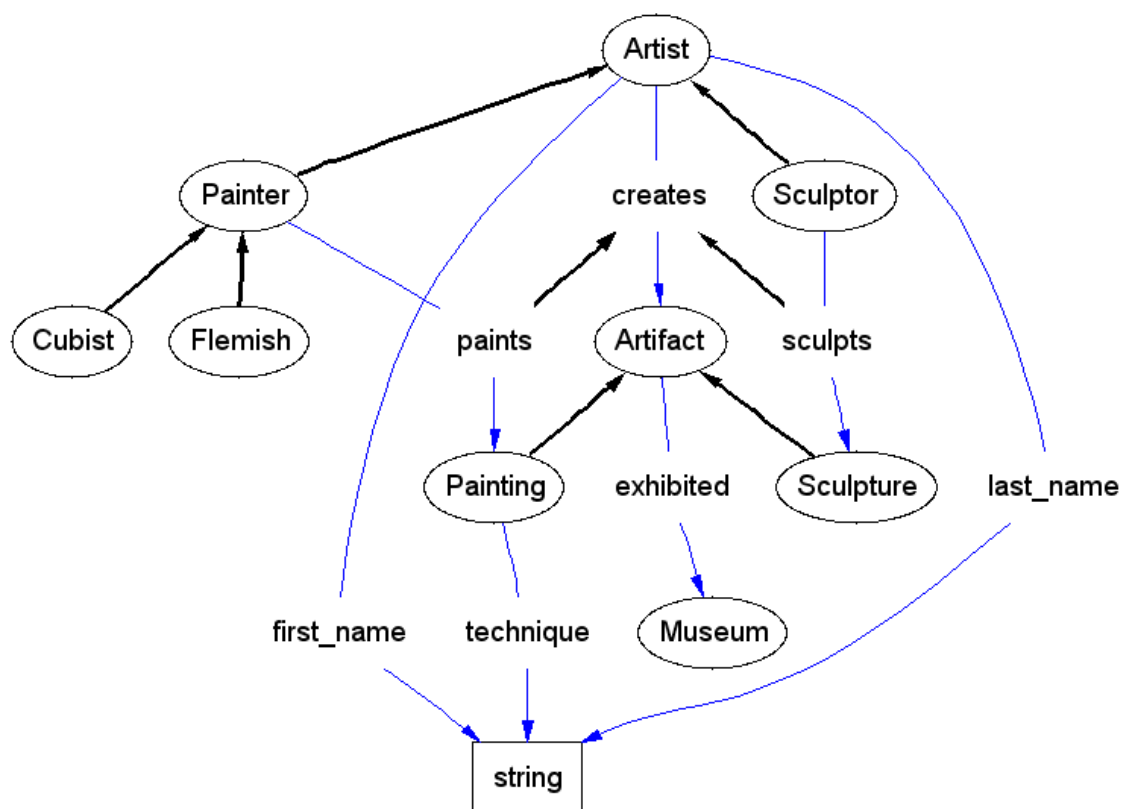 Artist
Painter
creates
Sculptor
Cubist
Flemish
paints
Artifact
sculpts
Painting
exhibited
Sculpture
last_name
first_name
technique
Museum
string